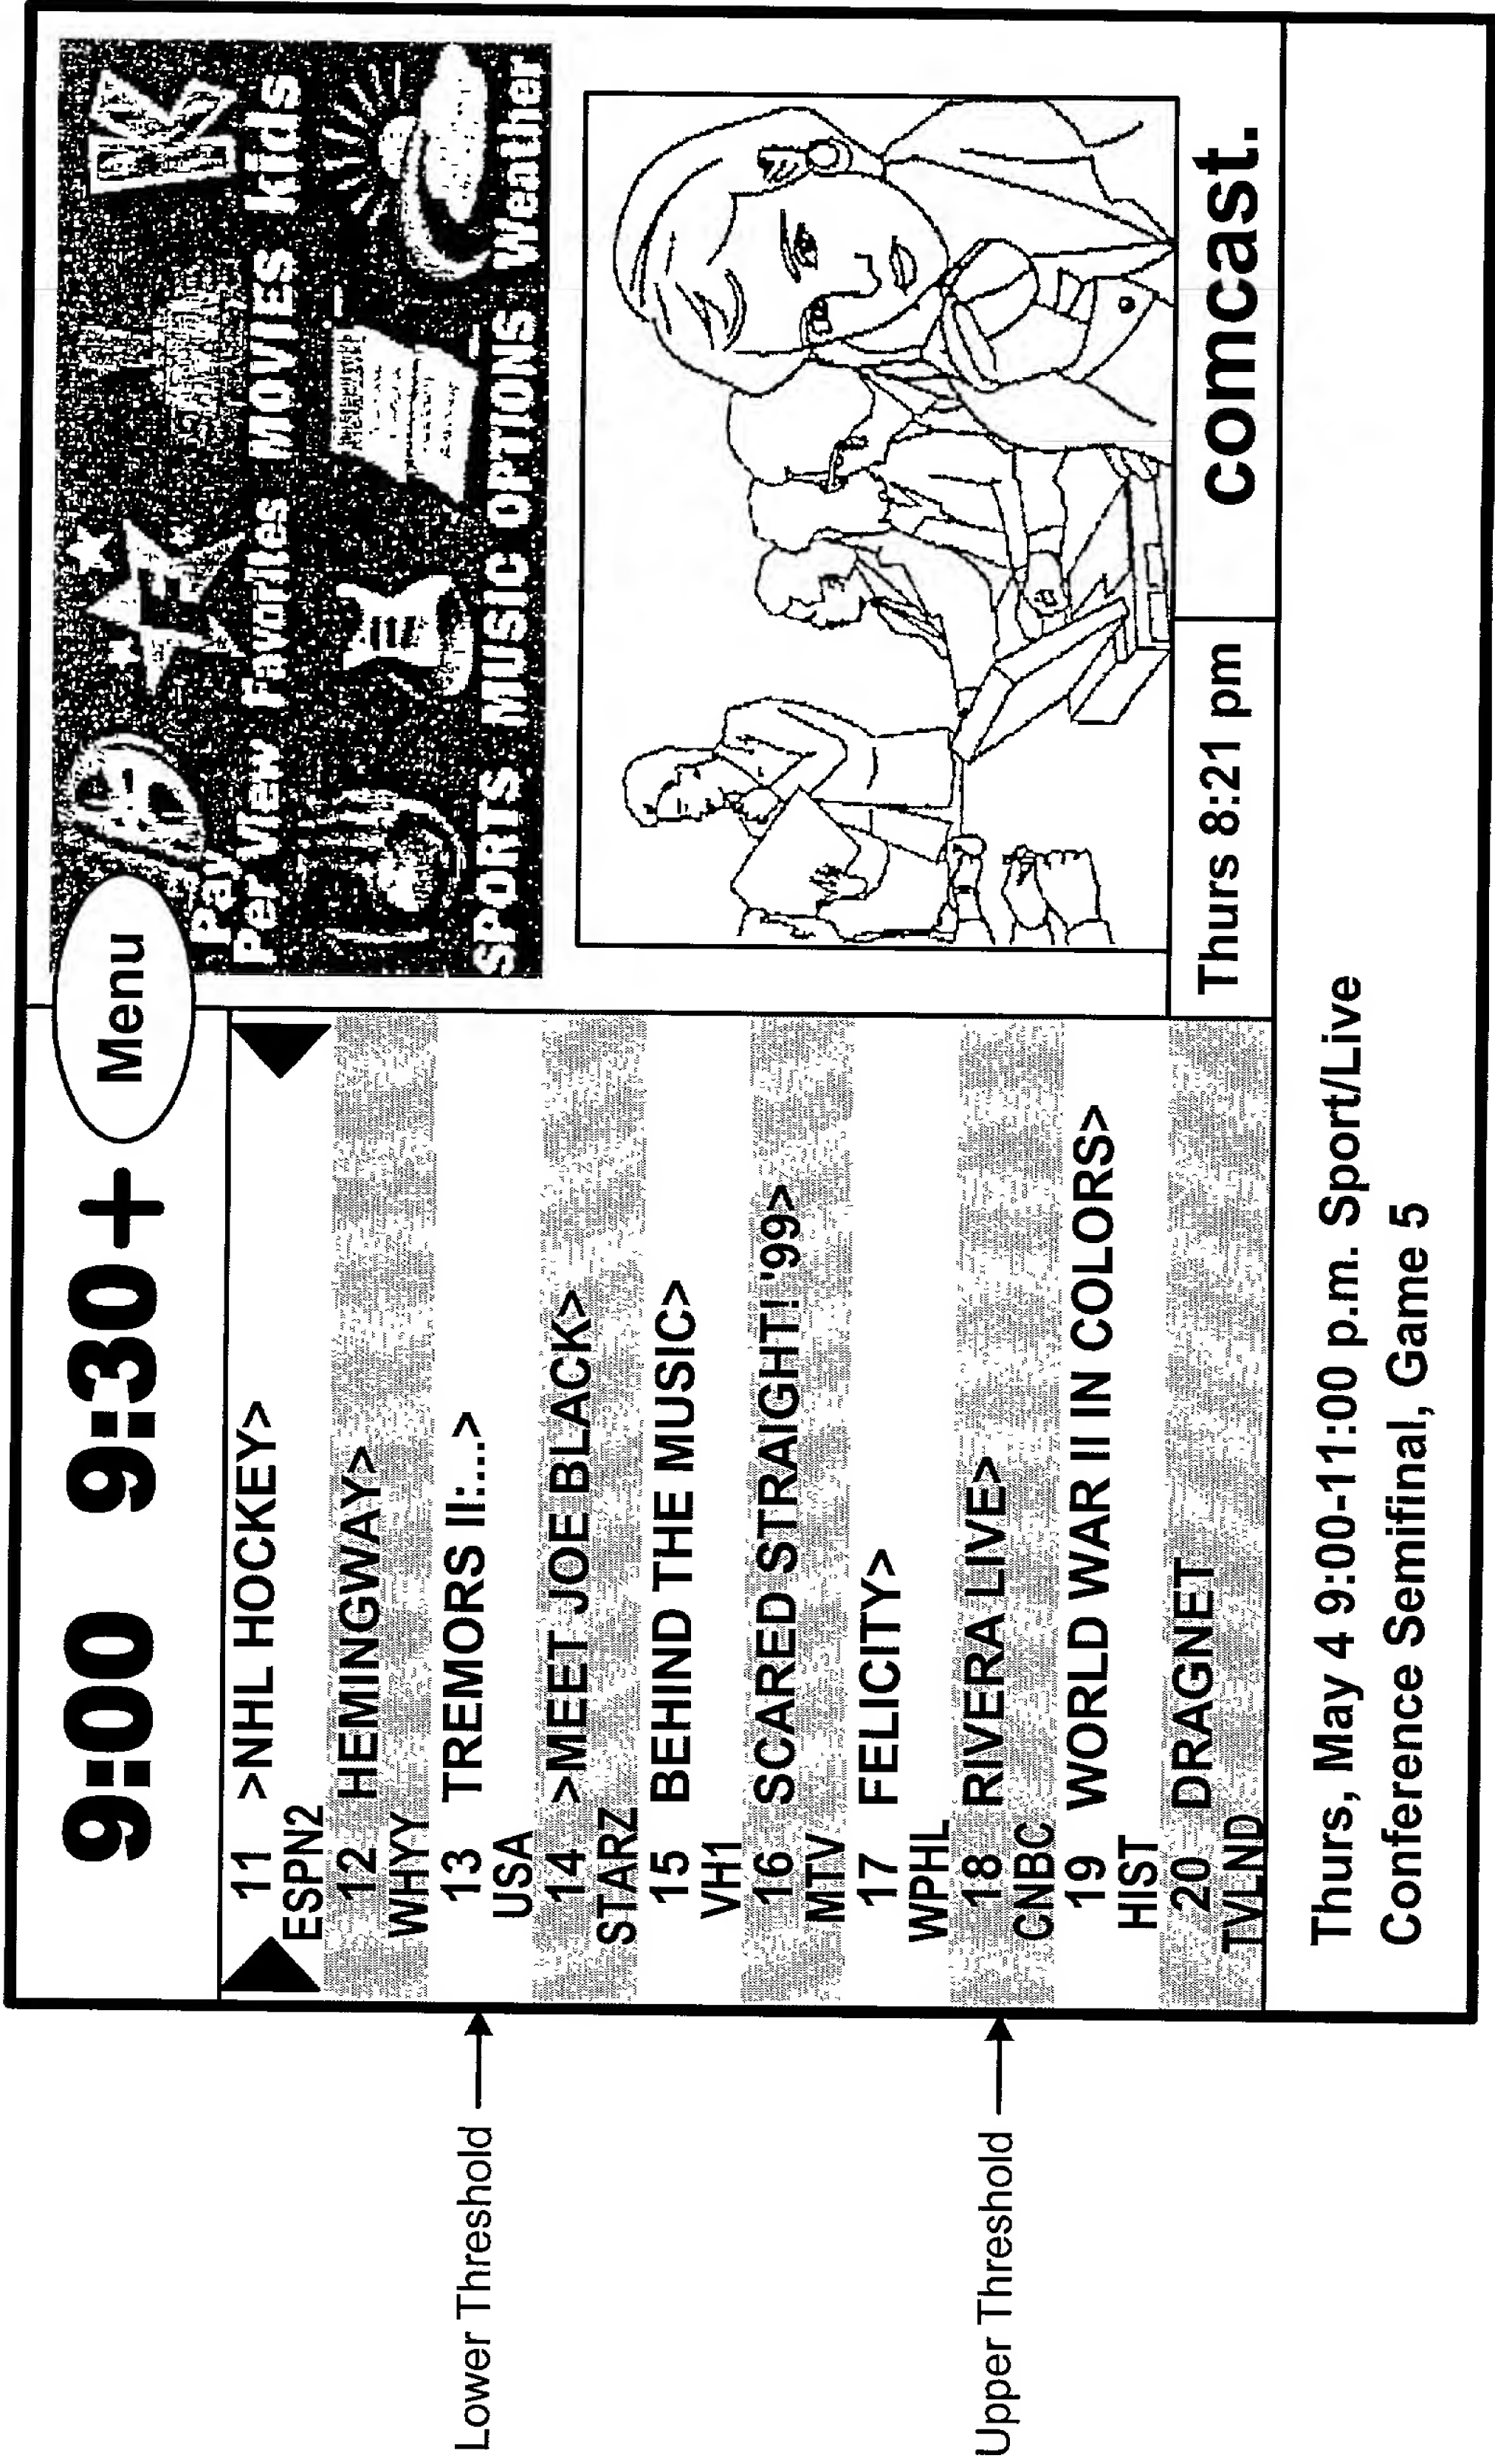 9:00 9:30+
Menu
11 >NHL HOCKEY>
ESPN2
12 HEMINGWAY>
WHYY
13 TREMORS II:...>
USA
14 >MEET JOE BLACK>
STARZ
15 BEHIND THE MUSIC>
VH1
16 SCARED STRAIGHT! '99>
MTV
17 FELICITY>
WPHL
18 RIVERA LIVE>
CNBC
19 WORLD WAR II IN COLORS>
HIST
20 DRAGNET
TVLND
Pay
Per View Favorites MOVIES Kids
K
SPORTS MUSIC OPTIONS Weather
Thurs 8:21 pm
comcast.
Thurs, May 4 9:00-11:00 p.m. Sport/Live
Conference Semifinal, Game 5
Lower Threshold
Upper Threshold